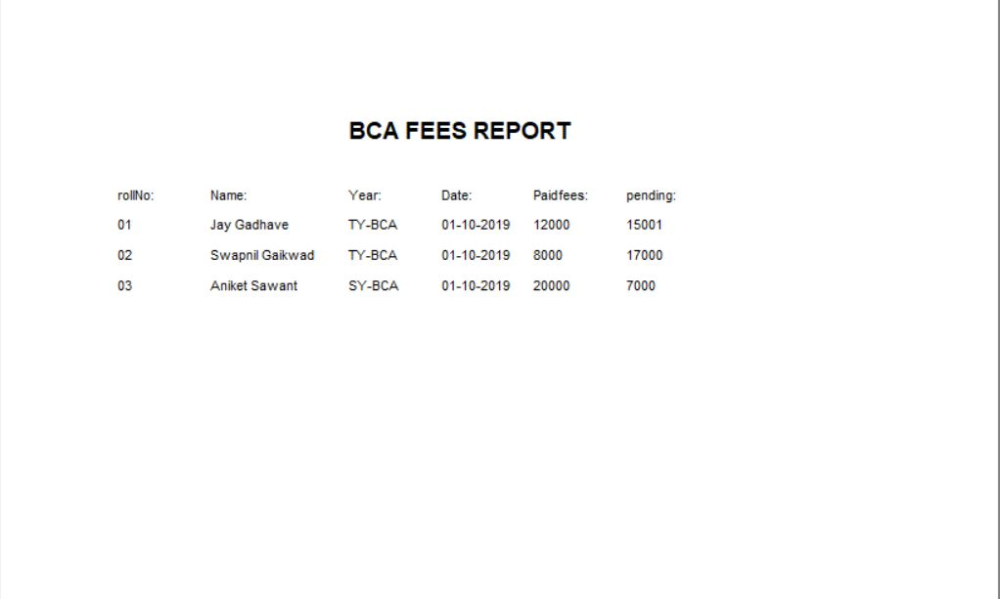 BCA FEES REPORT
rollNo: Name: Year: Date: Paidfees: pending:
01 Jay Gadhave TY-BCA 01-10-2019 12000 15001
02 Swapnil Gaikwad TY-BCA 01-10-2019 8000 17000
03 Aniket Sawant SY-BCA 01-10-2019 20000 7000